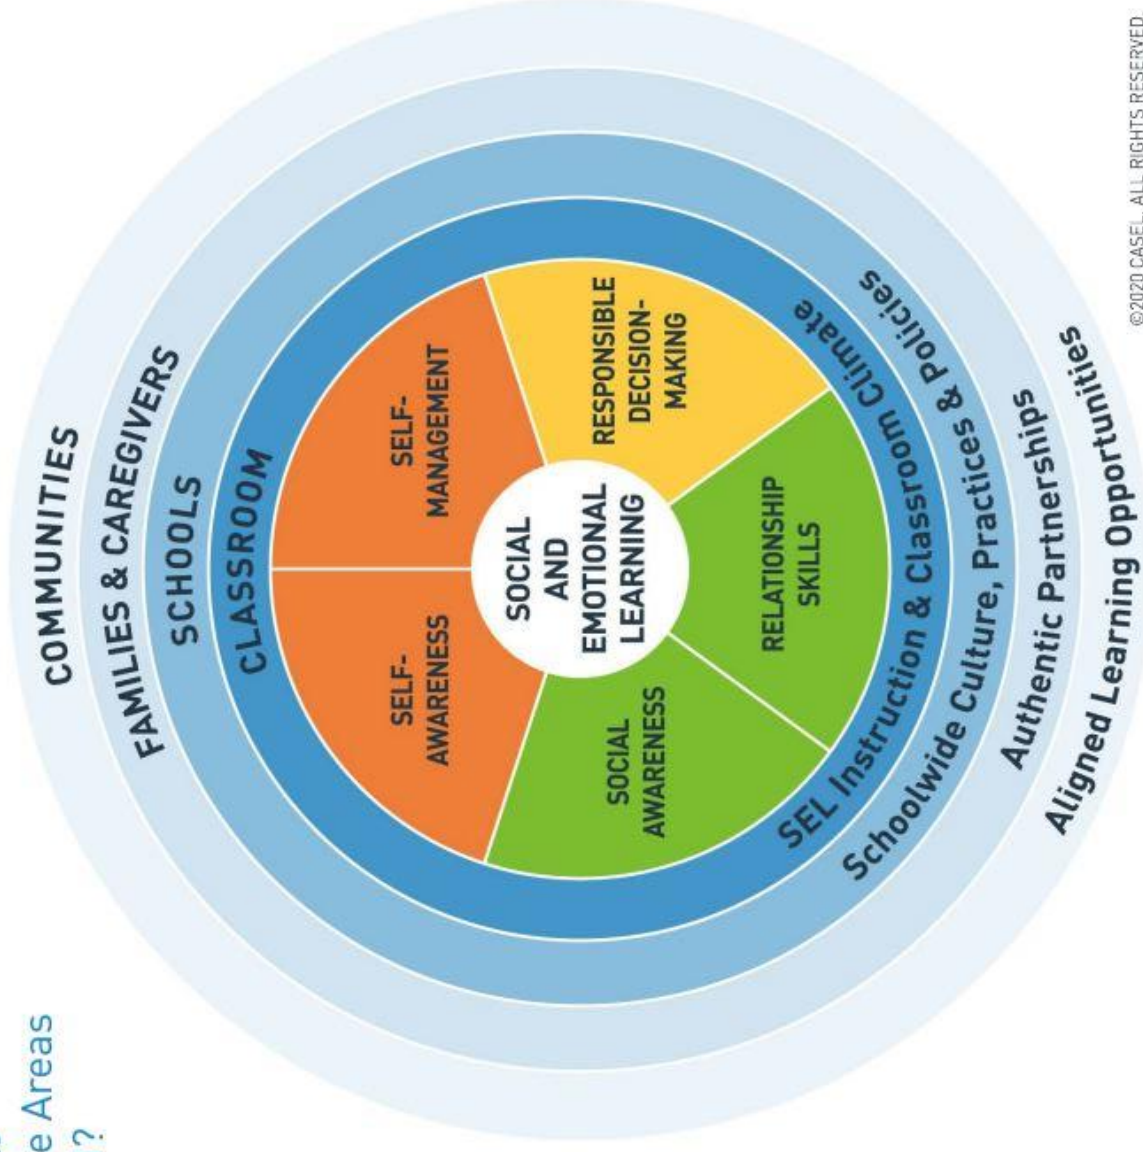 e Areas
?
COMMUNITIES
FAMILIES & CAREGIVERS
SCHOOLS
CLASSROOM
SELF-
AWARENESS
SELF-
MANAGEMENT
SOCIAL
AND
EMOTIONAL
LEARNING
SOCIAL
AWARENESS
RESPONSIBLE
DECISION-
MAKING
RELATIONSHIP
SKILLS
SEL Instruction & Classroom Climate
Schoolwide Culture, Practices & Policies
Authentic Partnerships
Aligned Learning Opportunities
©2020 CASEL. ALL RIGHTS RESERVED.